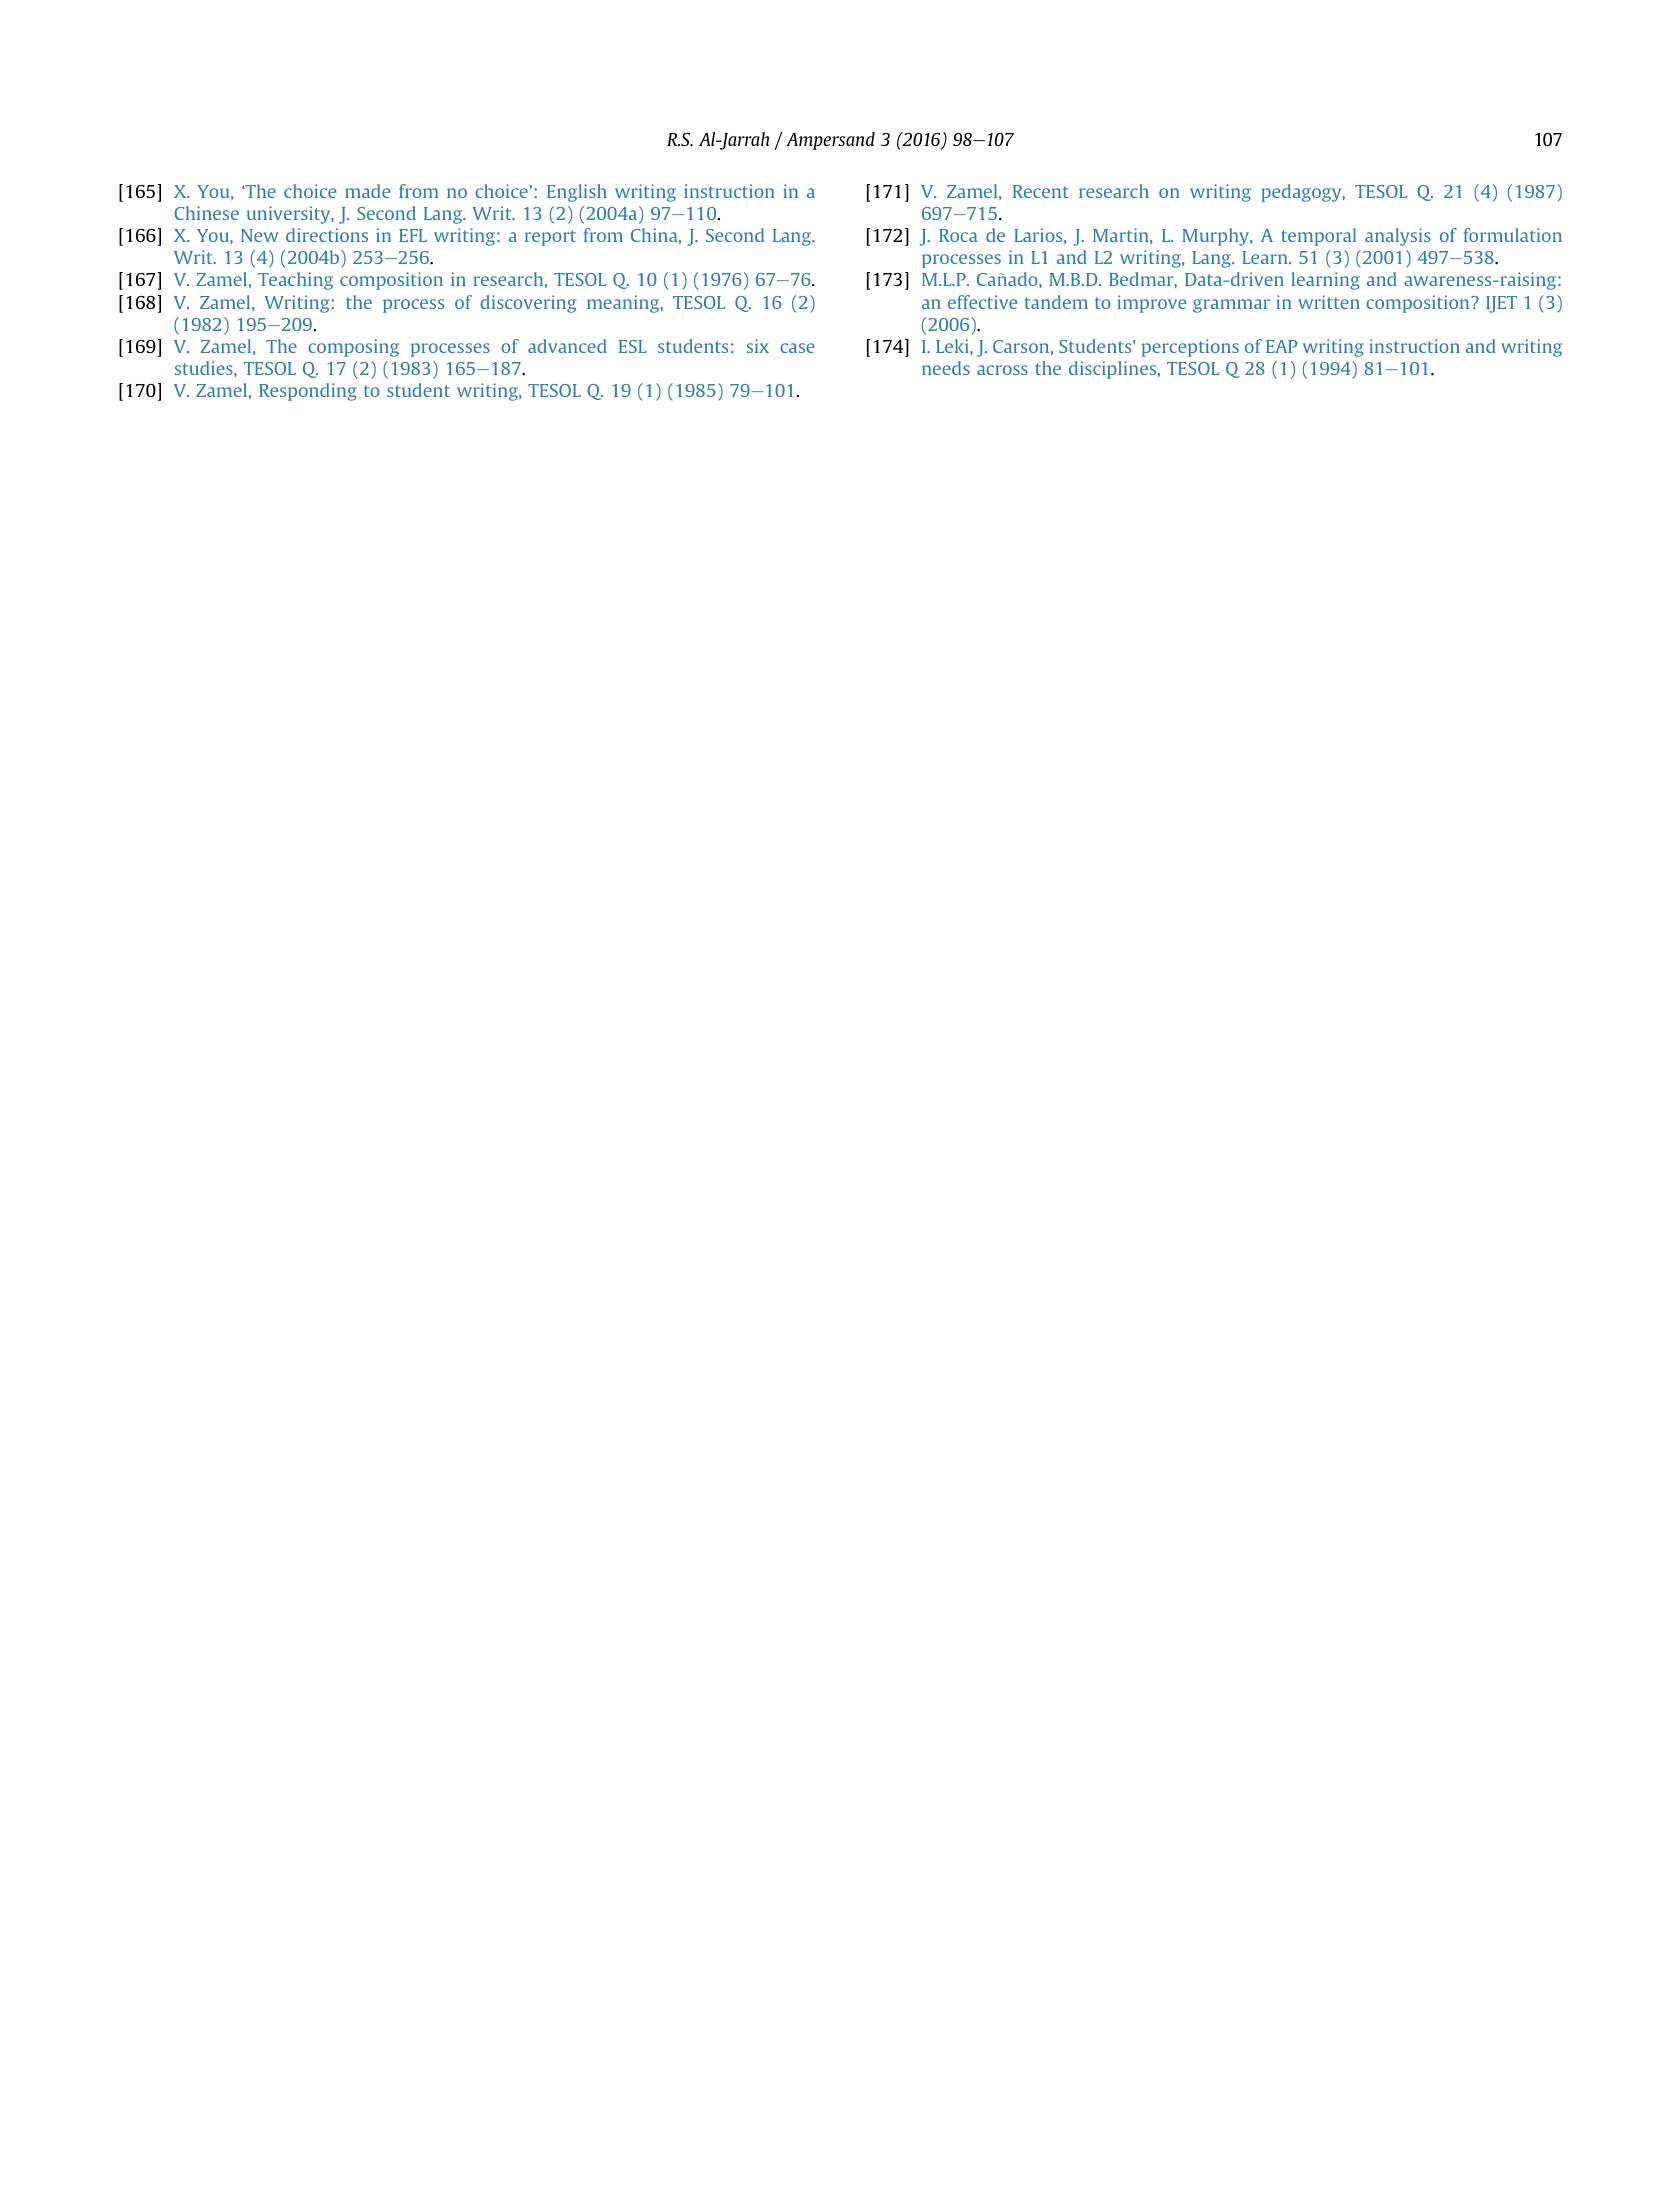 R.S. Al-Jarrah / Ampersand 3 (2016) 98–107
107
[165] X. You, ‘The choice made from no choice’: English writing instruction in a
Chinese university, J. Second Lang. Writ. 13 (2) (2004a) 97–110.
[166] X. You, New directions in EFL writing: a report from China, J. Second Lang.
Writ. 13 (4) (2004b) 253–256.
[167] V. Zamel, Teaching composition in research, TESOL Q. 10 (1) (1976) 67–76.
[168] V. Zamel, Writing: the process of discovering meaning, TESOL Q. 16 (2)
(1982) 195–209.
[169] V. Zamel, The composing processes of advanced ESL students: six case
studies, TESOL Q. 17 (2) (1983) 165–187.
[170] V. Zamel, Responding to student writing, TESOL Q. 19 (1) (1985) 79–101.
[171] V. Zamel, Recent research on writing pedagogy, TESOL Q. 21 (4) (1987)
697–715.
[172] J. Roca de Larios, J. Martin, L. Murphy, A temporal analysis of formulation
processes in L1 and L2 writing, Lang. Learn. 51 (3) (2001) 497–538.
[173] M.L.P. Cañado, M.B.D. Bedmar, Data-driven learning and awareness-raising:
an effective tandem to improve grammar in written composition? IJET 1 (3)
(2006).
[174] I. Leki, J. Carson, Students' perceptions of EAP writing instruction and writing
needs across the disciplines, TESOL Q 28 (1) (1994) 81–101.